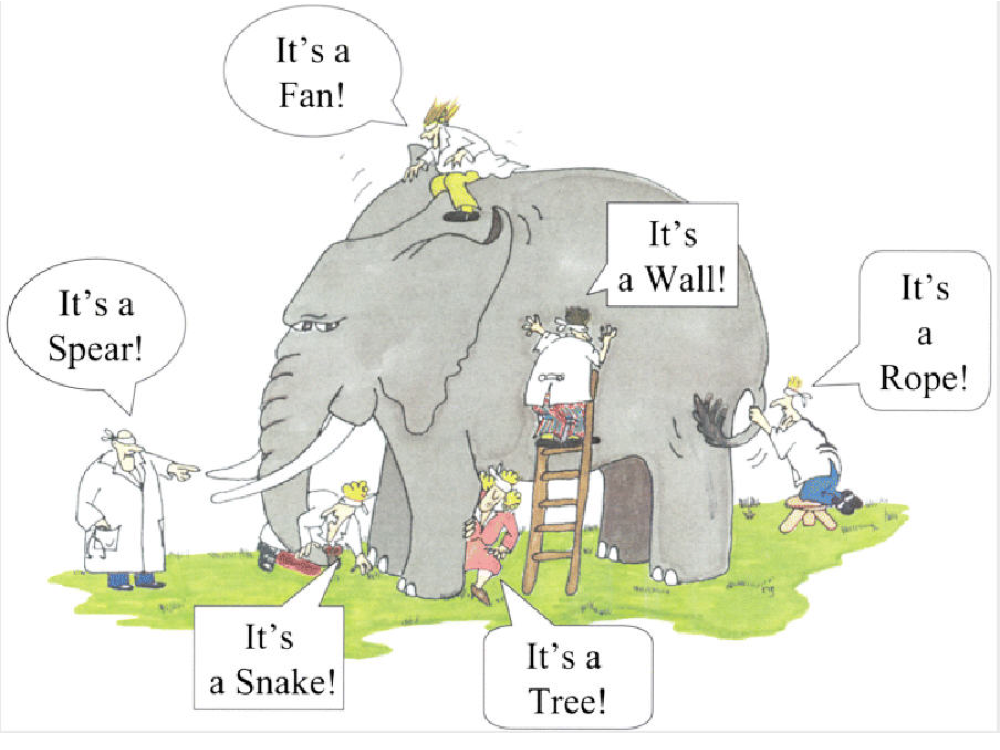 It’s a
Fan!
It’s
a Wall!
It’s a
Spear!
It’s
a
Rope!
It’s
a Snake!
It’s a
Tree!